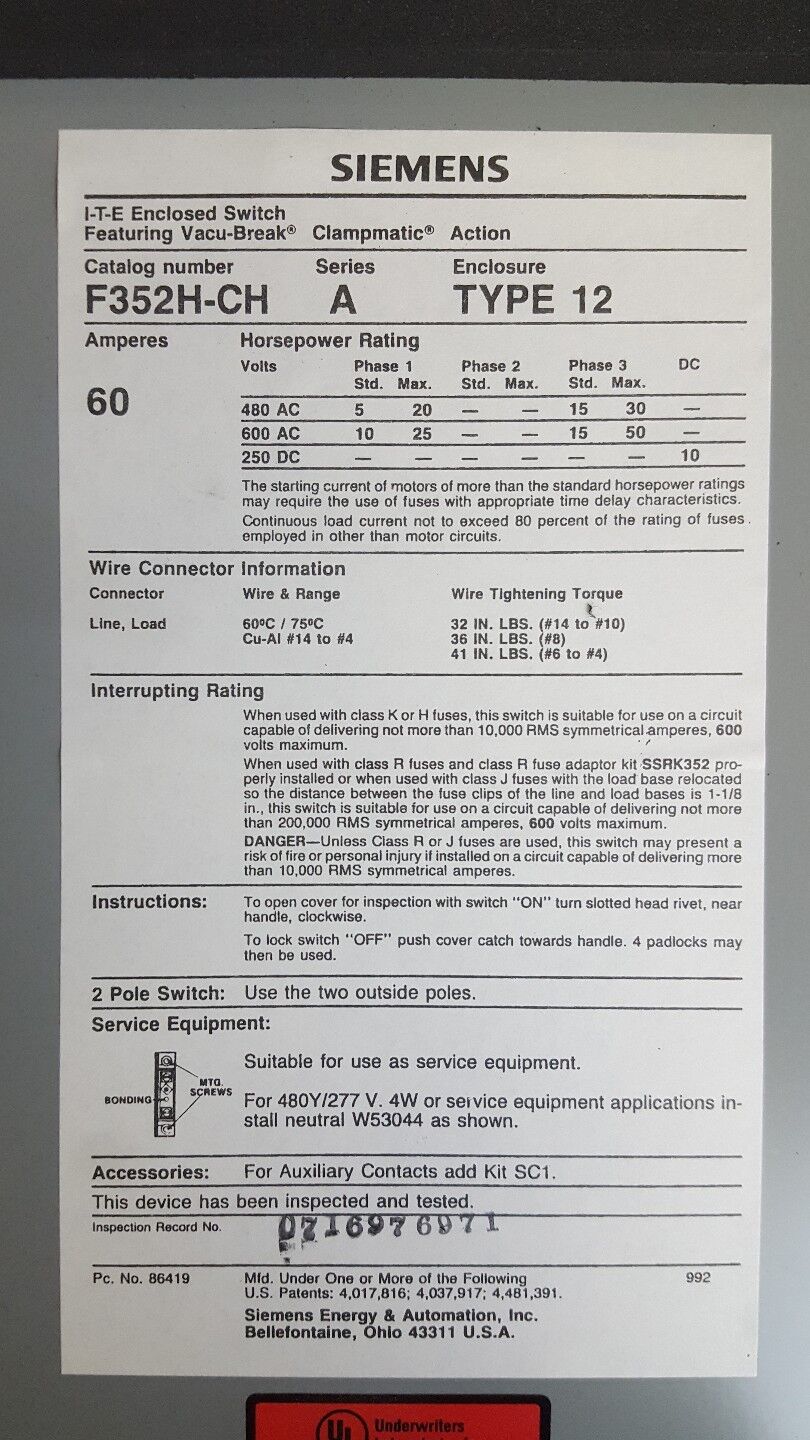 SIEMENS
I-T-E Enclosed Switch
Featuring Vacu-Break® Clampmatic® Action
Catalog number Series Enclosure
F352H-CH A TYPE 12
Amperes Horsepower Rating
Volts Phase 1 Phase 2 Phase 3 DC
Std. Max. Std. Max. Std. Max.
60
480 AC 5 20 — — 15 30 —
600 AC 10 25 — — 15 50 —
250 DC — — — — — — 10
The starting current of motors of more than the standard horsepower ratings
may require the use of fuses with appropriate time delay characteristics.
Continuous load current not to exceed 80 percent of the rating of fuses
employed in other than motor circuits.
Wire Connector Information
Connector Wire & Range Wire Tightening Torque
Line, Load 60ºC / 75ºC 32 IN. LBS. (#14 to #10)
Cu-Al #14 to #4 36 IN. LBS. (#8)
41 IN. LBS. (#6 to #4)
Interrupting Rating
When used with class K or H fuses, this switch is suitable for use on a circuit
capable of delivering not more than 10,000 RMS symmetrical amperes, 600
volts maximum.
When used with class R fuses and class R fuse adaptor kit SSRK352 pro-
perly installed or when used with class J fuses with the load base relocated
so the distance between the fuse clips of the line and load bases is 1-1/8
in., this switch is suitable for use on a circuit capable of delivering not more
than 200,000 RMS symmetrical amperes, 600 volts maximum.
DANGER—Unless Class R or J fuses are used, this switch may present a
risk of fire or personal injury if installed on a circuit capable of delivering more
than 10,000 RMS symmetrical amperes.
Instructions: To open cover for inspection with switch "ON" turn slotted head rivet, near
handle, clockwise.
To lock switch "OFF" push cover catch towards handle. 4 padlocks may
then be used.
2 Pole Switch: Use the two outside poles.
Service Equipment:
Suitable for use as service equipment.
MTG.
SCREWS
BONDING
For 480Y/277 V. 4W or service equipment applications in-
stall neutral W53044 as shown.
Accessories: For Auxiliary Contacts add Kit SC1.
This device has been inspected and tested.
Inspection Record No. 0716976971
Pc. No. 86419 Mfd. Under One or More of the Following 992
U.S. Patents: 4,017,816; 4,037,917; 4,481,391.
Siemens Energy & Automation, Inc.
Bellefontaine, Ohio 43311 U.S.A.
UL Underwriters